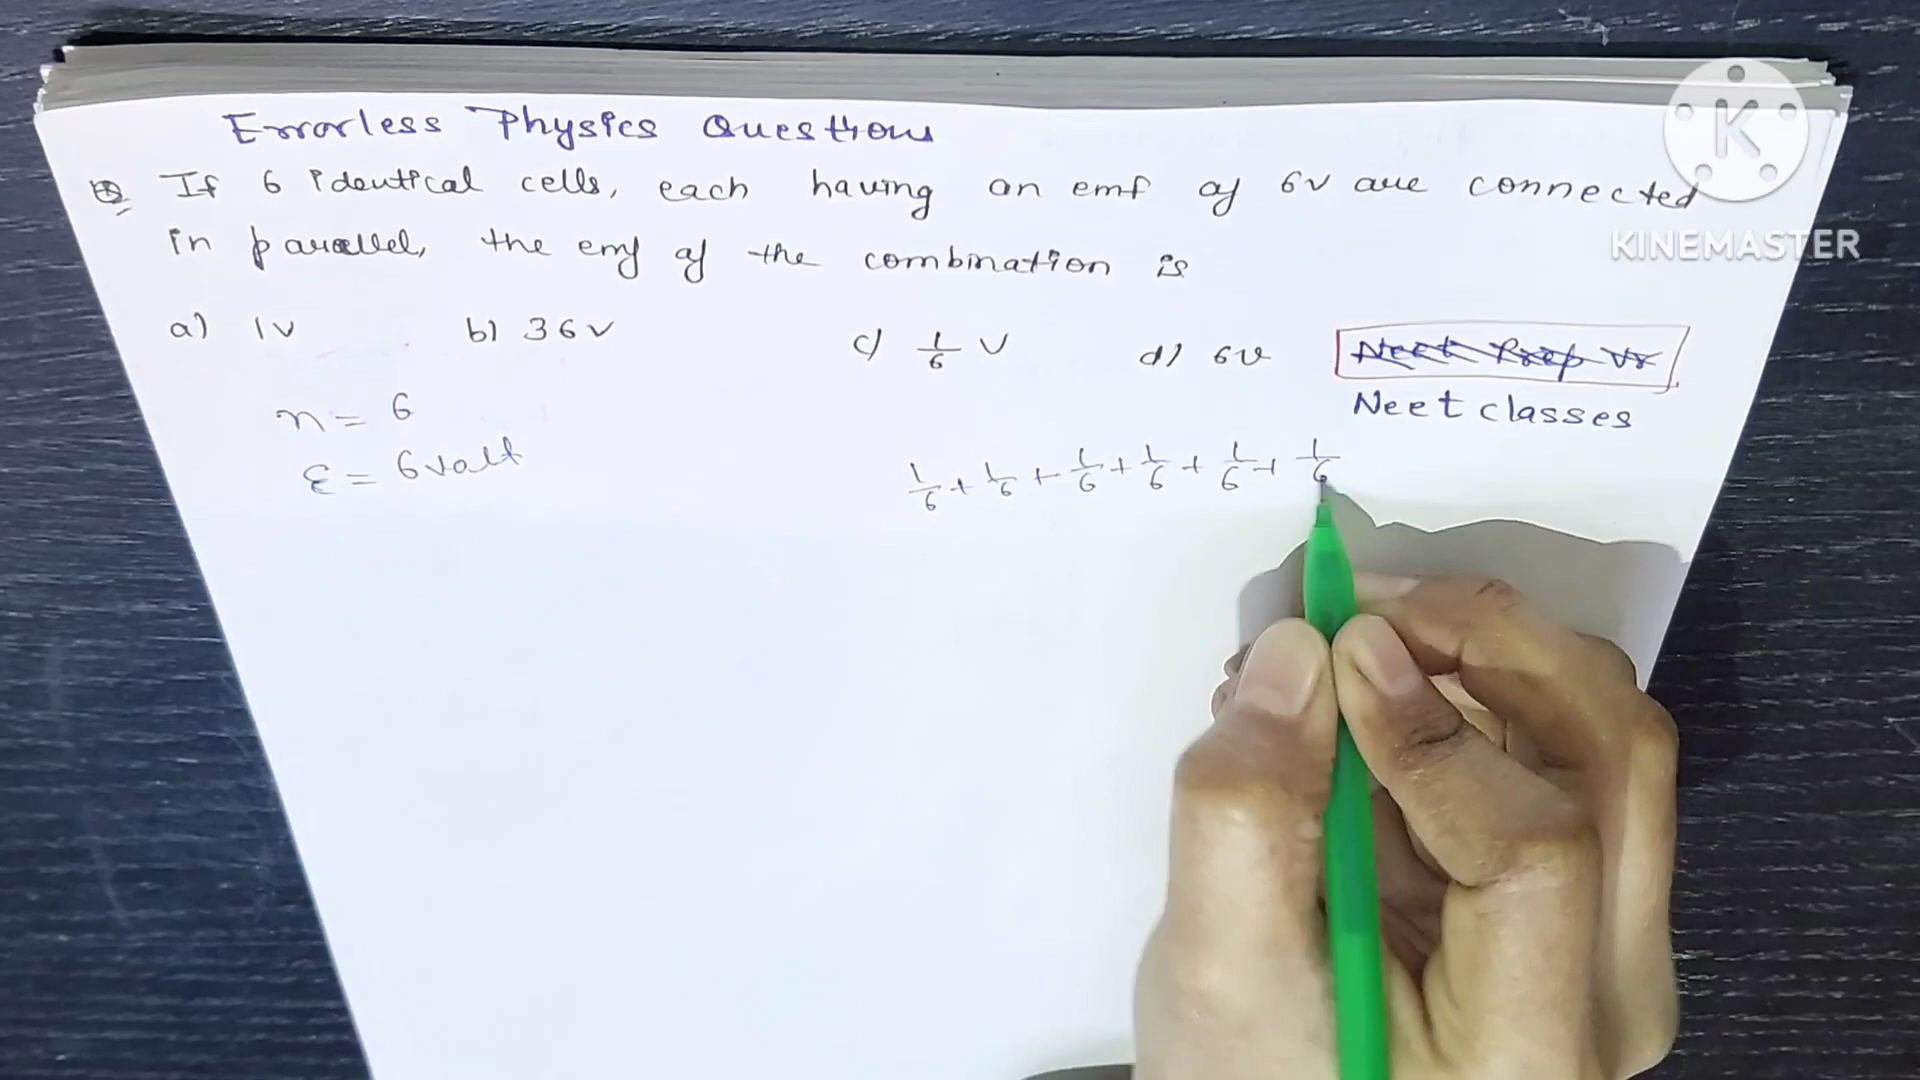 Errorless Physics Questions
Q If 6 identical cells, each having an emf of 6V are connected
in parallel, the emf of the combination is
a) 1V b) 36V c) 1/6 V d) 6V
Neet Prep Vr
Neet classes
n = 6
ε = 6 volt
1/6 + 1/6 + 1/6 + 1/6 + 1/6 + 1/6
K
KINEMASTER